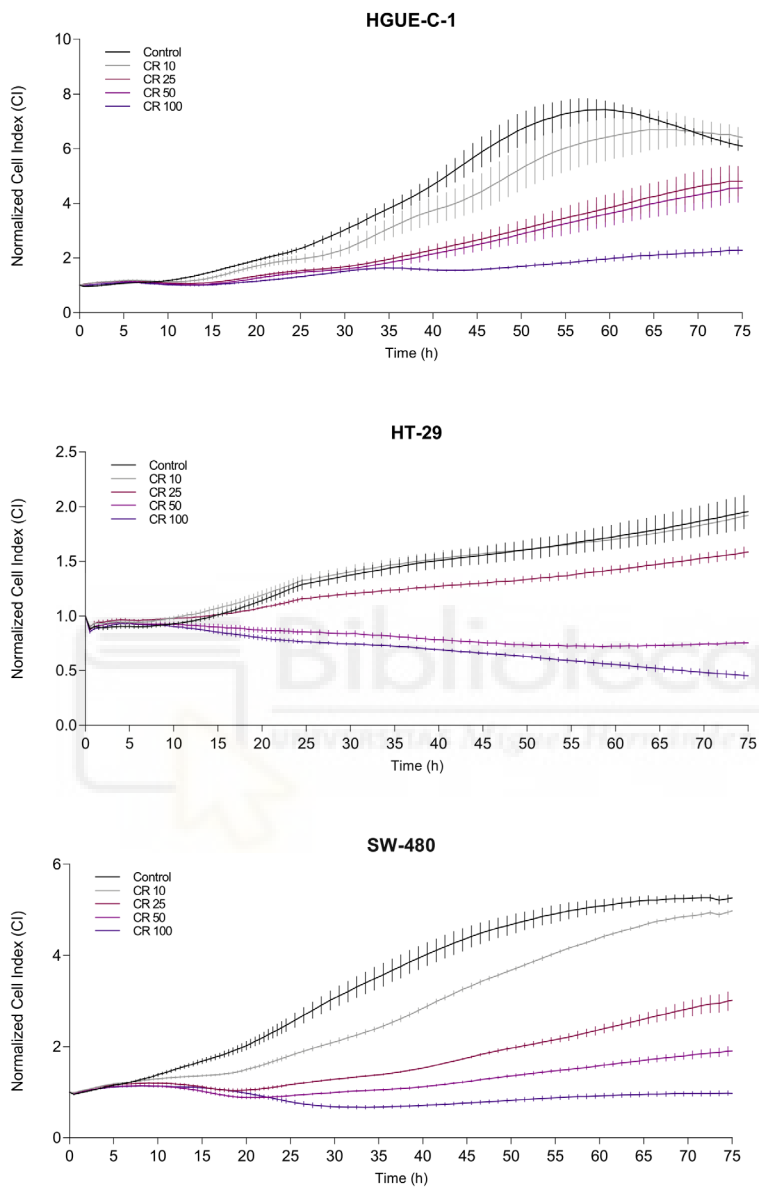 HGUE-C-1
Normalized Cell Index (CI)
10
8
6
4
2
0
Control
CR 10
CR 25
CR 50
CR 100
0 5 10 15 20 25 30 35 40 45 50 55 60 65 70 75
Time (h)
HT-29
Normalized Cell Index (CI)
2.5
2.0
1.5
1.0
0.5
0.0
Control
CR 10
CR 25
CR 50
CR 100
Biblioteca
UNIVERSITAS Miguel Hernández
0 5 10 15 20 25 30 35 40 45 50 55 60 65 70 75
Time (h)
SW-480
Normalized Cell Index (CI)
6
4
2
0
Control
CR 10
CR 25
CR 50
CR 100
0 5 10 15 20 25 30 35 40 45 50 55 60 65 70 75
Time (h)